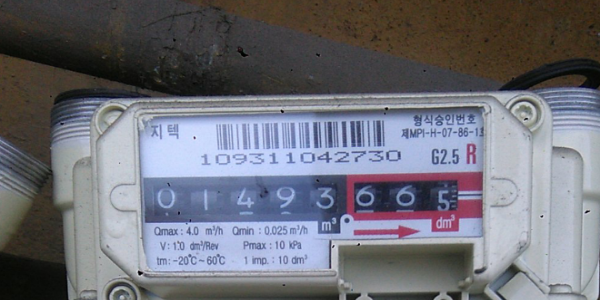 지텍
형식승인번호
제MPI-H-07-86-13
109311042730
G2.5 R
01493 665
m³ dm³
Qmax : 4.0 m³/h Qmin : 0.025 m³/h
V : 1.0 dm³/Rev Pmax : 10 kPa
tm : -20℃ ~ 60℃ 1 imp. : 10 dm³